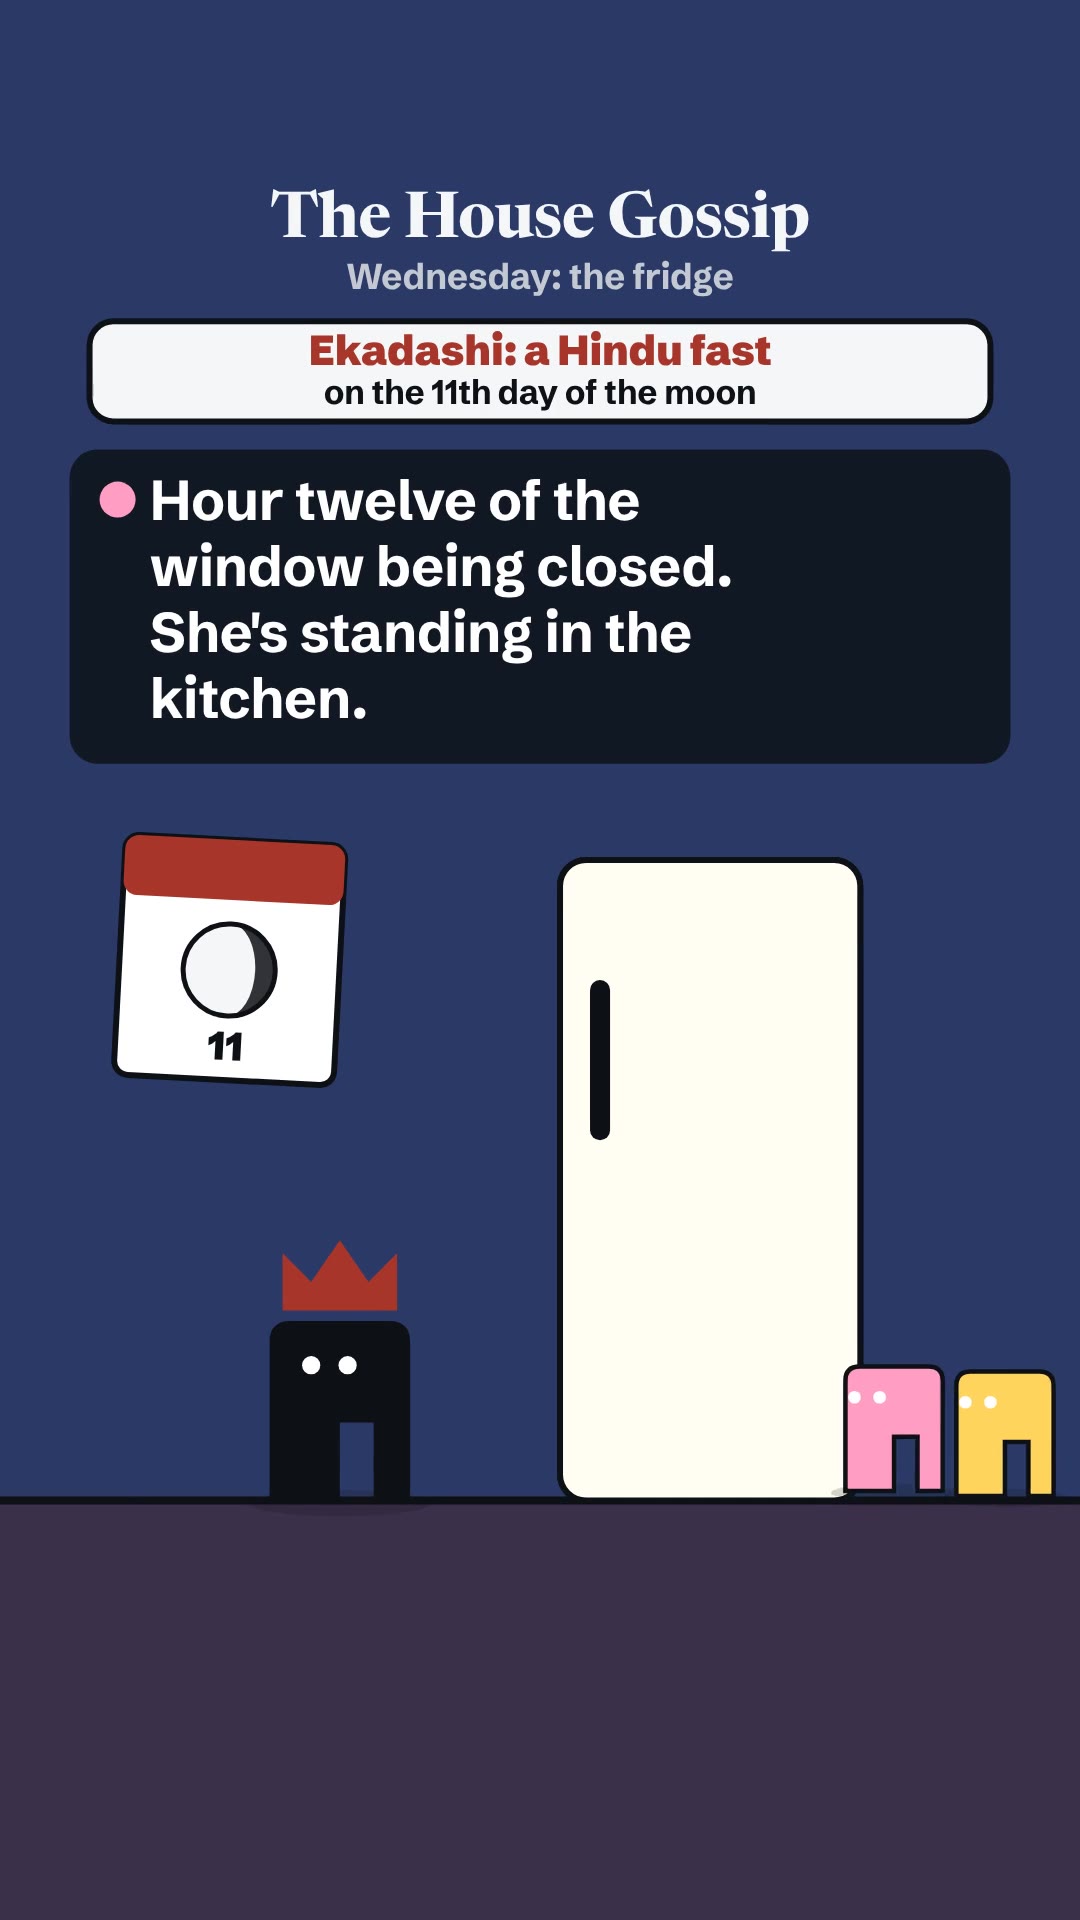 The House Gossip
Wednesday: the fridge
Ekadashi: a Hindu fast
on the 11th day of the moon
Hour twelve of the
window being closed.
She's standing in the
kitchen.
11